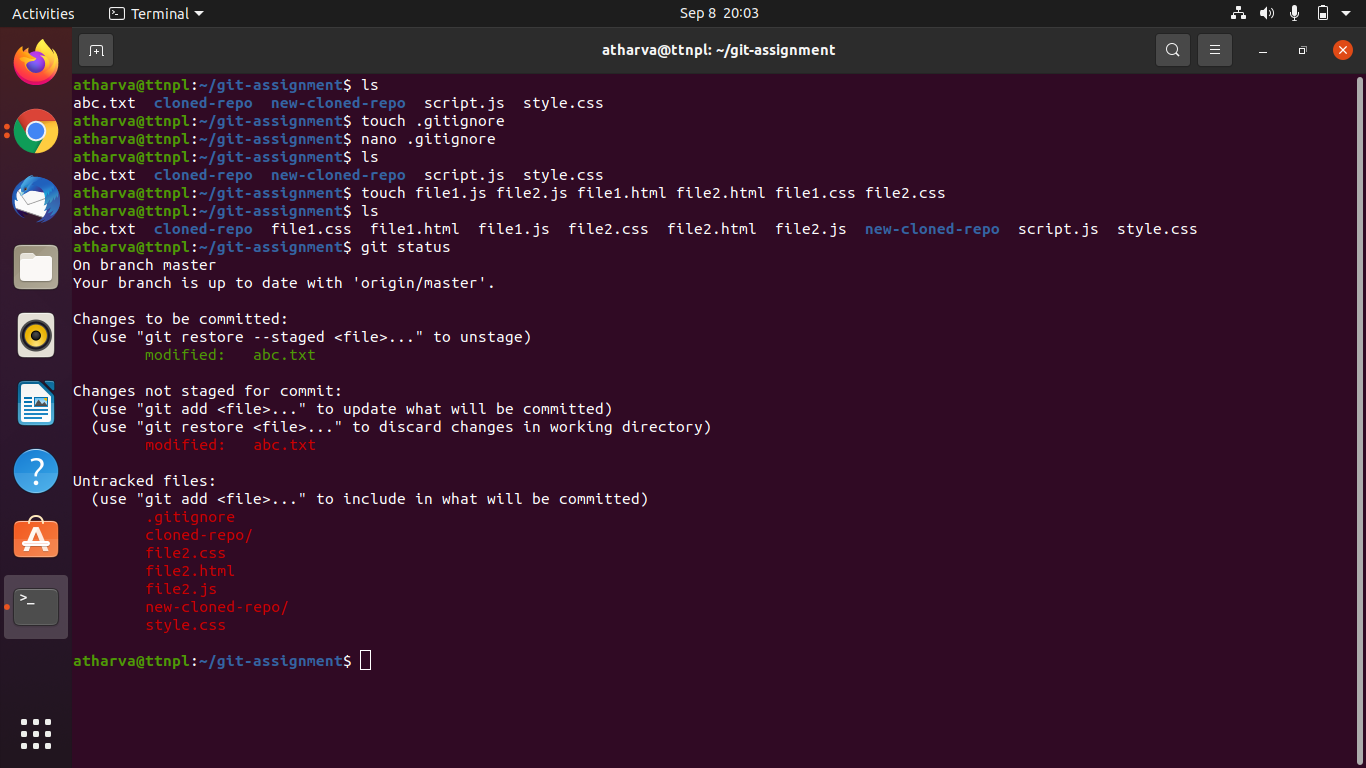 Activities Terminal Sep 8 20:03
atharva@ttnpl: ~/git-assignment
atharva@ttnpl:~/git-assignment$ ls
abc.txt  cloned-repo  new-cloned-repo  script.js  style.css
atharva@ttnpl:~/git-assignment$ touch .gitignore
atharva@ttnpl:~/git-assignment$ nano .gitignore
atharva@ttnpl:~/git-assignment$ ls
abc.txt  cloned-repo  new-cloned-repo  script.js  style.css
atharva@ttnpl:~/git-assignment$ touch file1.js file2.js file1.html file2.html file1.css file2.css
atharva@ttnpl:~/git-assignment$ ls
abc.txt  cloned-repo  file1.css  file1.html  file1.js  file2.css  file2.html  file2.js  new-cloned-repo  script.js  style.css
atharva@ttnpl:~/git-assignment$ git status
On branch master
Your branch is up to date with 'origin/master'.
Changes to be committed:
  (use "git restore --staged <file>..." to unstage)
        modified:   abc.txt
Changes not staged for commit:
  (use "git add <file>..." to update what will be committed)
  (use "git restore <file>..." to discard changes in working directory)
        modified:   abc.txt
Untracked files:
  (use "git add <file>..." to include in what will be committed)
        .gitignore
        cloned-repo/
        file2.css
        file2.html
        file2.js
        new-cloned-repo/
        style.css
atharva@ttnpl:~/git-assignment$